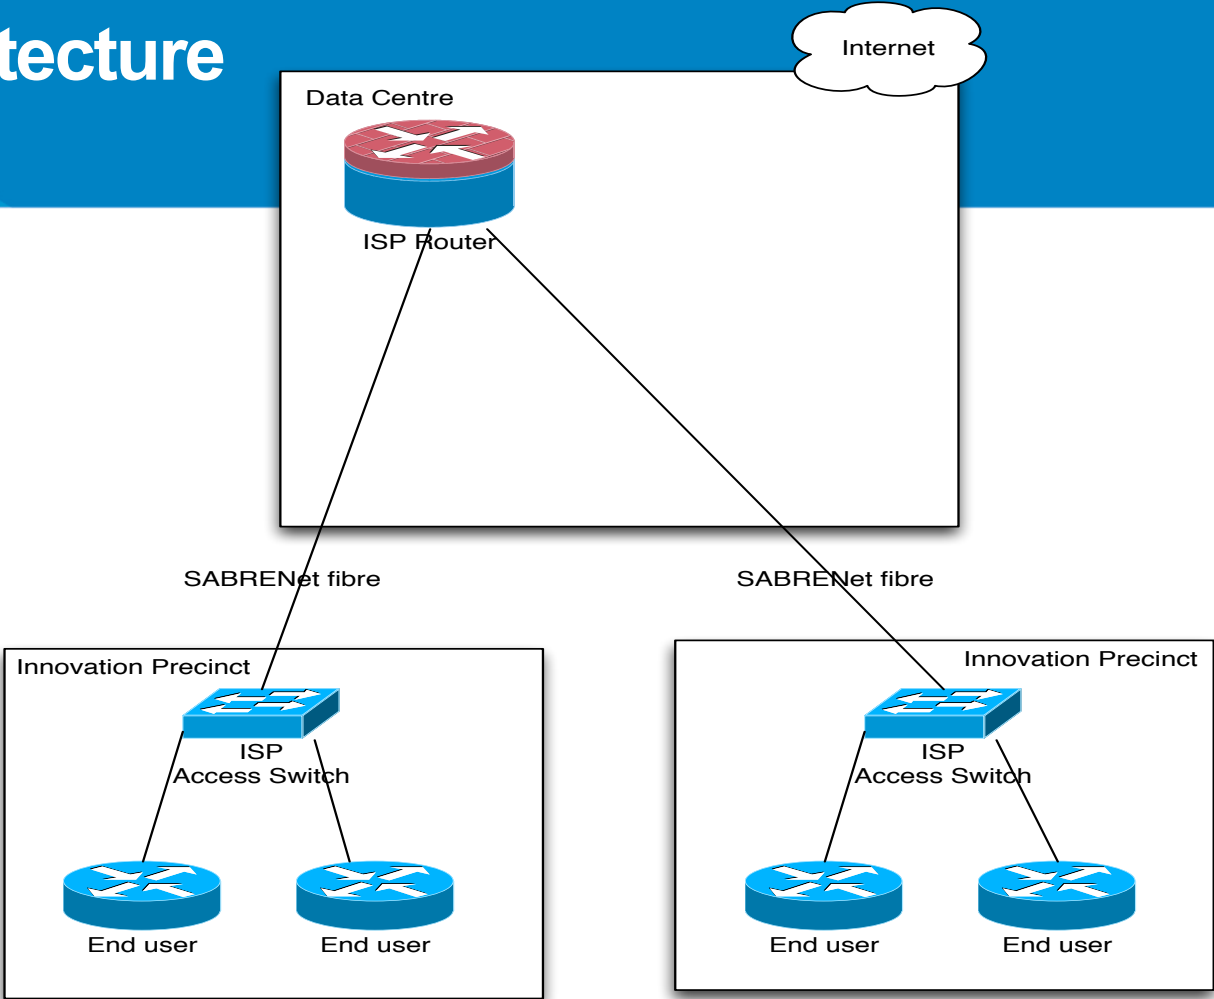 tecture
Internet
Data Centre
ISP Router
SABRENet fibre
SABRENet fibre
Innovation Precinct
Innovation Precinct
ISP
Access Switch
ISP
Access Switch
End user
End user
End user
End user